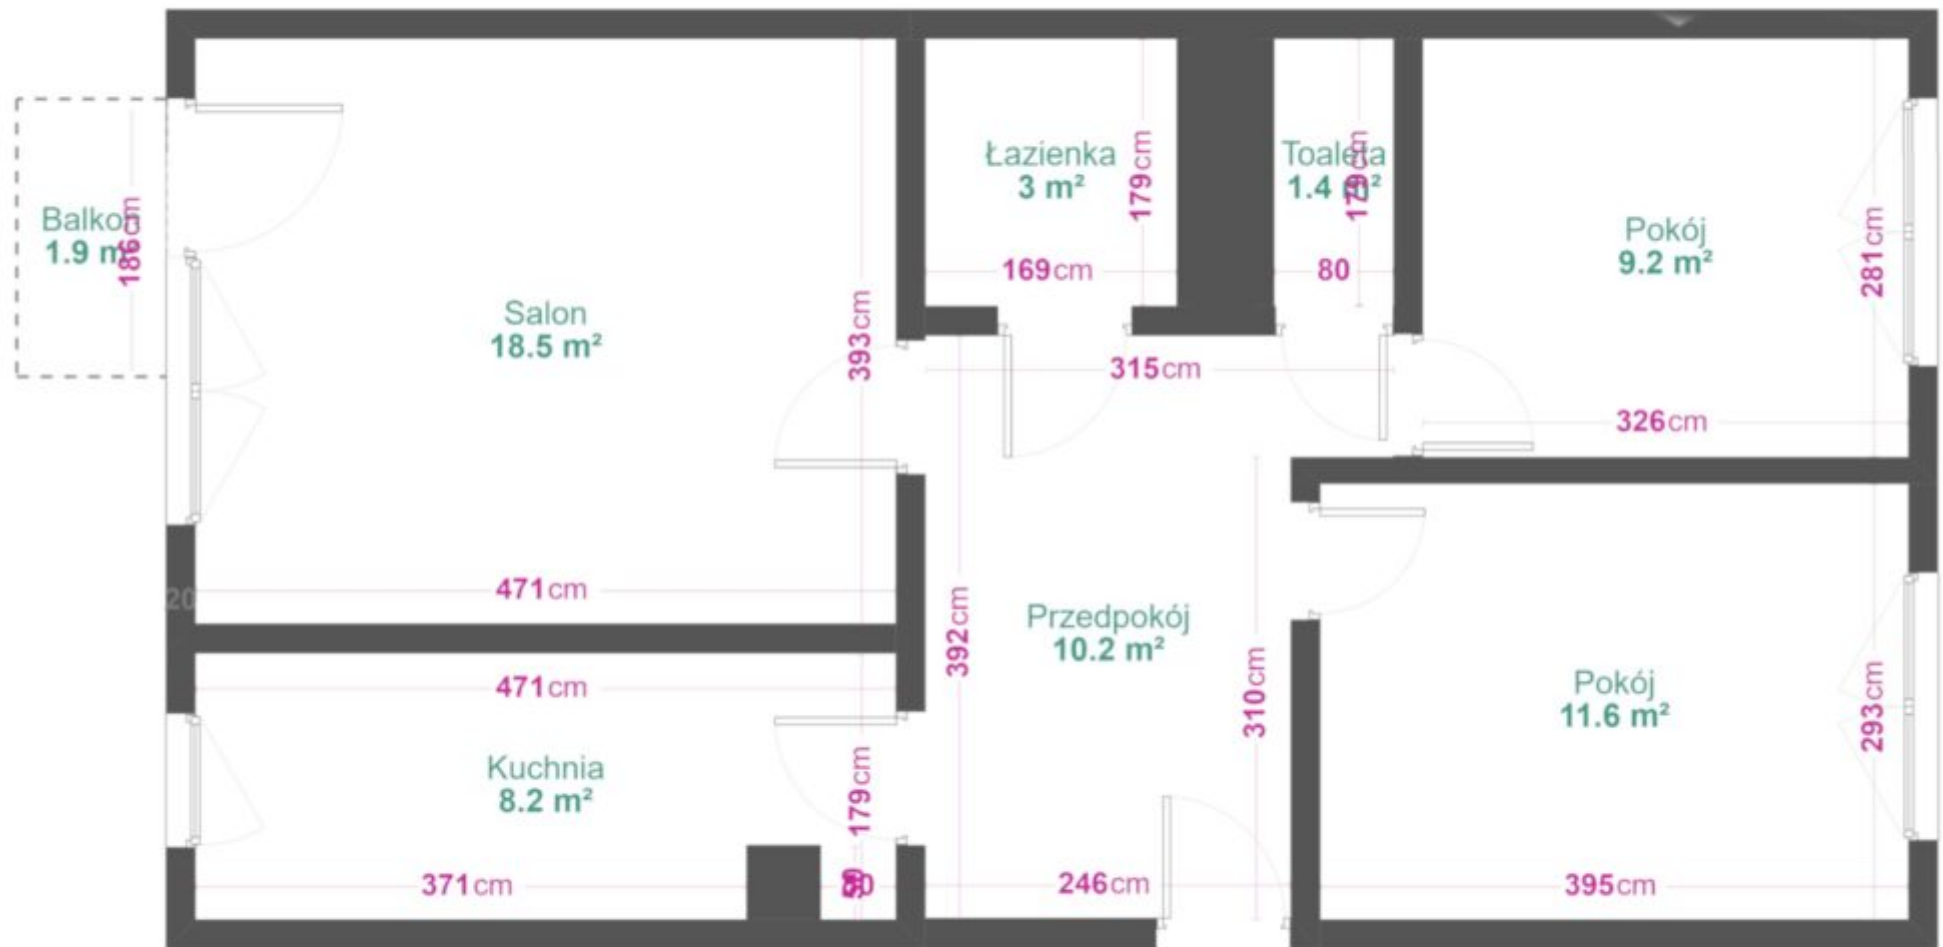 Łazienka
3 m²
179cm
169cm
Toaleta
1.4 m²
179cm
80
Pokój
9.2 m²
281cm
326cm
Balkon
1.9 m²
186cm
Salon
18.5 m²
393cm
471cm
315cm
20
Przedpokój
10.2 m²
392cm
310cm
246cm
471cm
Kuchnia
8.2 m²
179cm
371cm
Pokój
11.6 m²
293cm
395cm